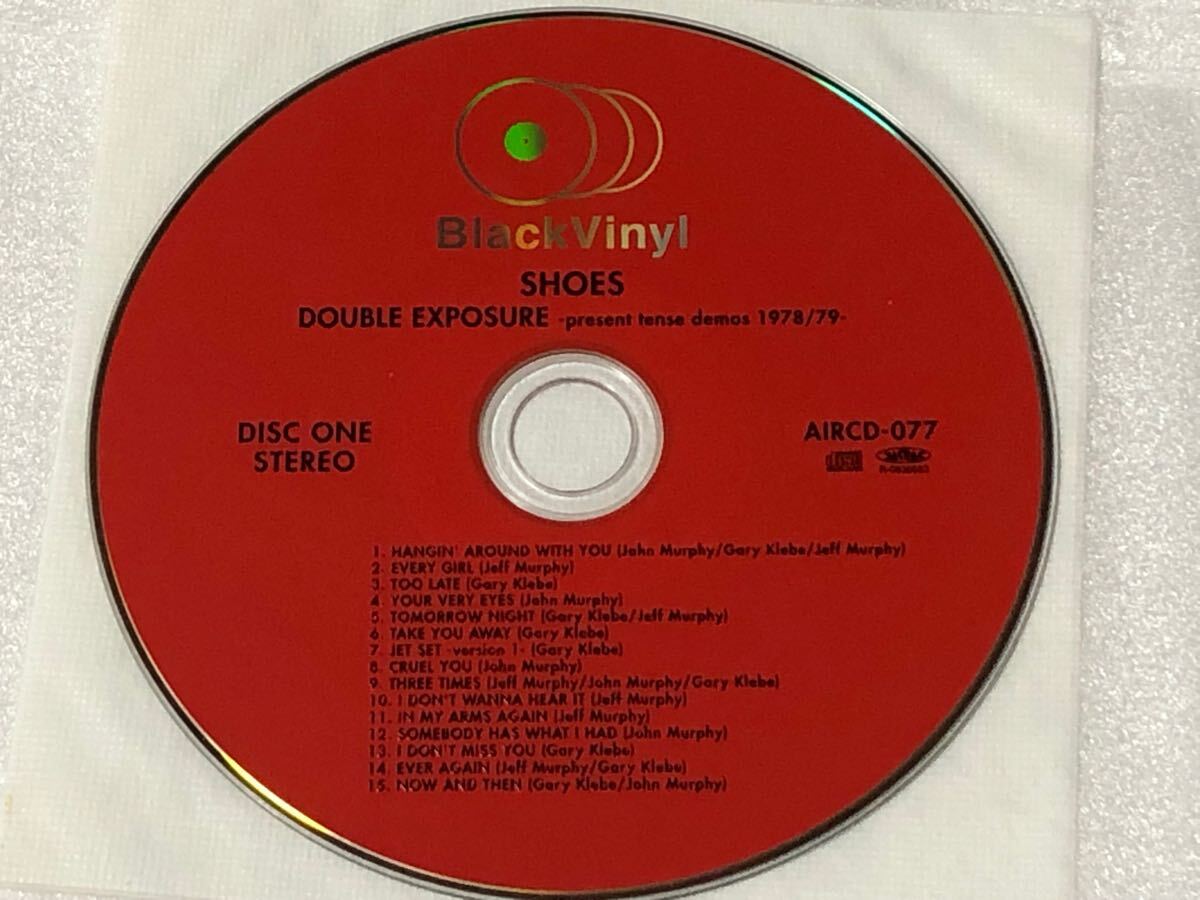 BlackVinyl
SHOES
DOUBLE EXPOSURE -present tense demos 1978/79-
DISC ONE
STEREO
AIRCD-077
1. HANGIN' AROUND WITH YOU (John Murphy/Gary Klebe/Jeff Murphy)
2. EVERY GIRL (Jeff Murphy)
3. TOO LATE (Gary Klebe)
4. YOUR VERY EYES (John Murphy)
5. TOMORROW NIGHT (Gary Klebe/Jeff Murphy)
6. TAKE YOU AWAY (Gary Klebe)
7. JET SET -version 1- (Gary Klebe)
8. CRUEL YOU (John Murphy)
9. THREE TIMES (Jeff Murphy/John Murphy/Gary Klebe)
10. I DON'T WANNA HEAR IT (Jeff Murphy)
11. IN MY ARMS AGAIN (Jeff Murphy)
12. SOMEBODY HAS WHAT I HAD (John Murphy)
13. I DON'T MISS YOU (Gary Klebe)
14. EVER AGAIN (Jeff Murphy/Gary Klebe)
15. NOW AND THEN (Gary Klebe/John Murphy)